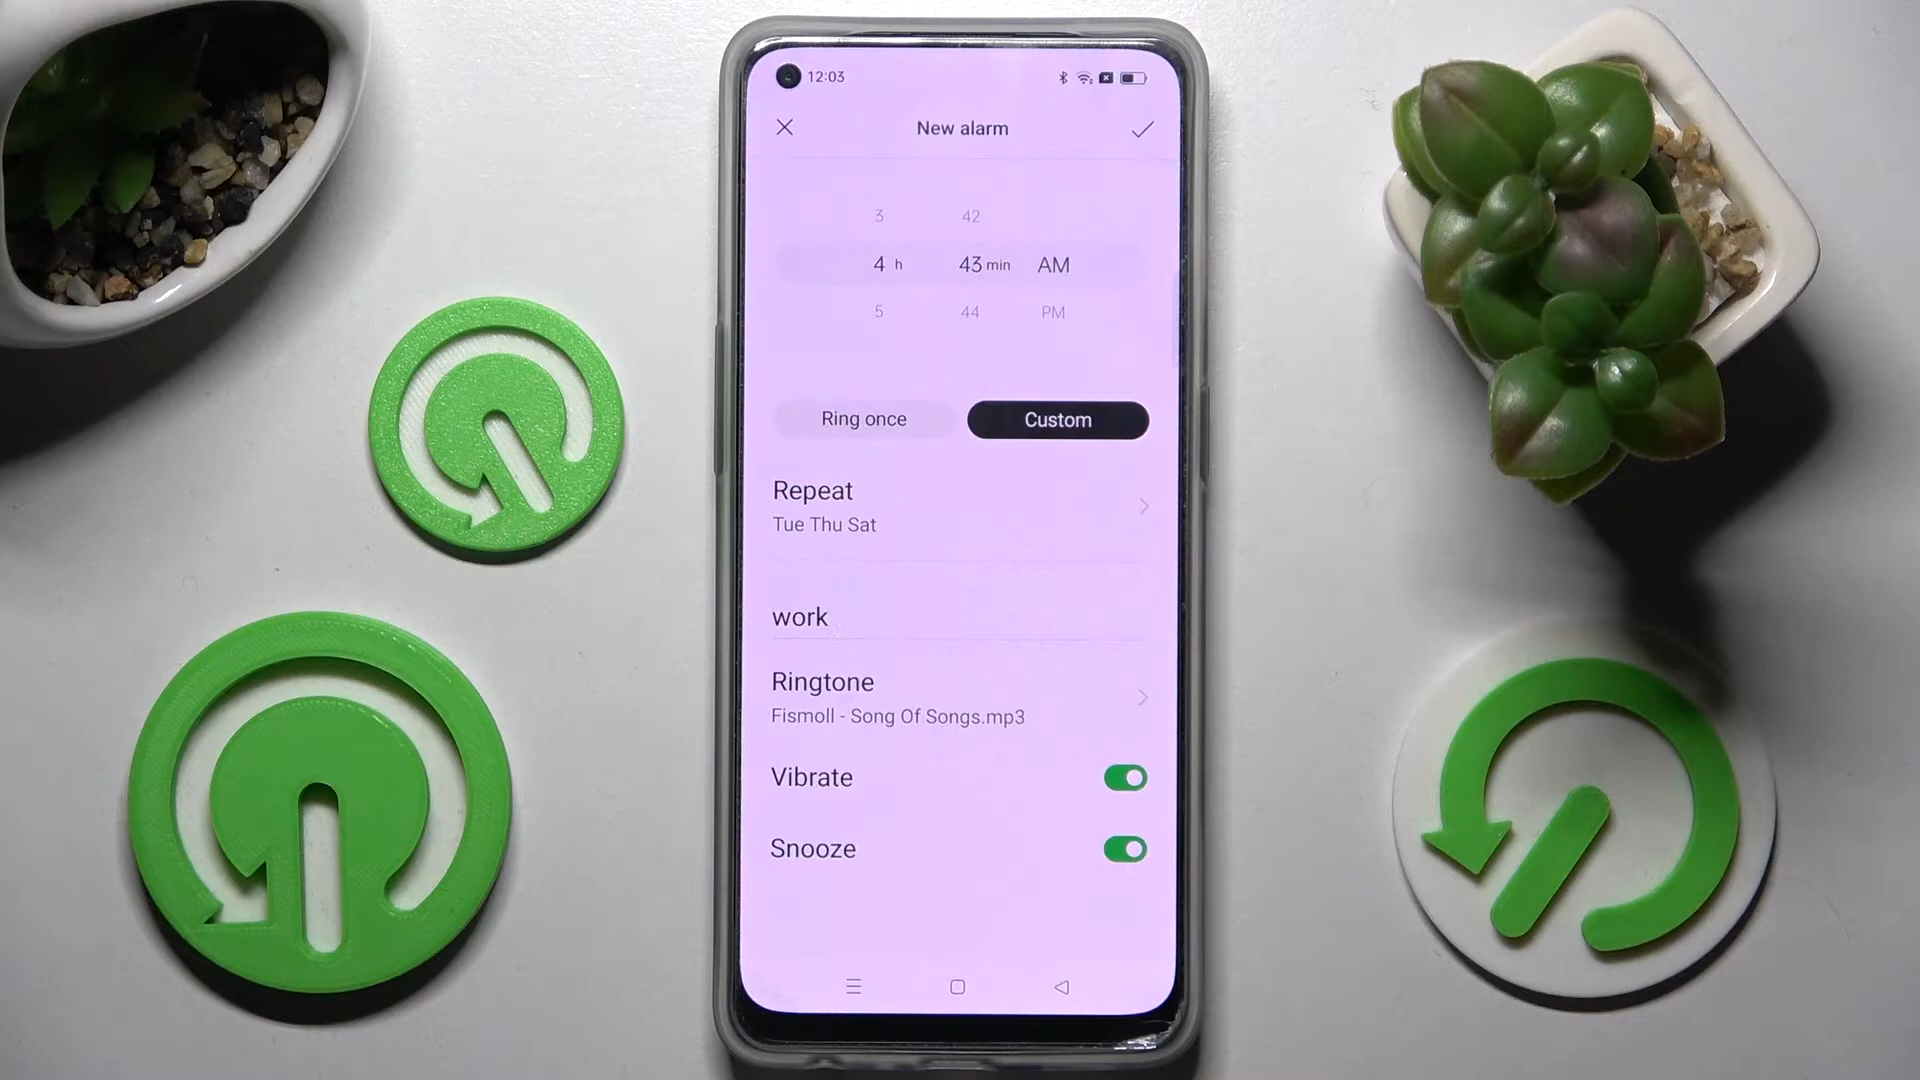 12:03
New alarm
3 42
4 h 43 min AM
5 44 PM
Ring once Custom
Repeat
Tue Thu Sat
work
Ringtone
Fismoll - Song Of Songs.mp3
Vibrate
Snooze